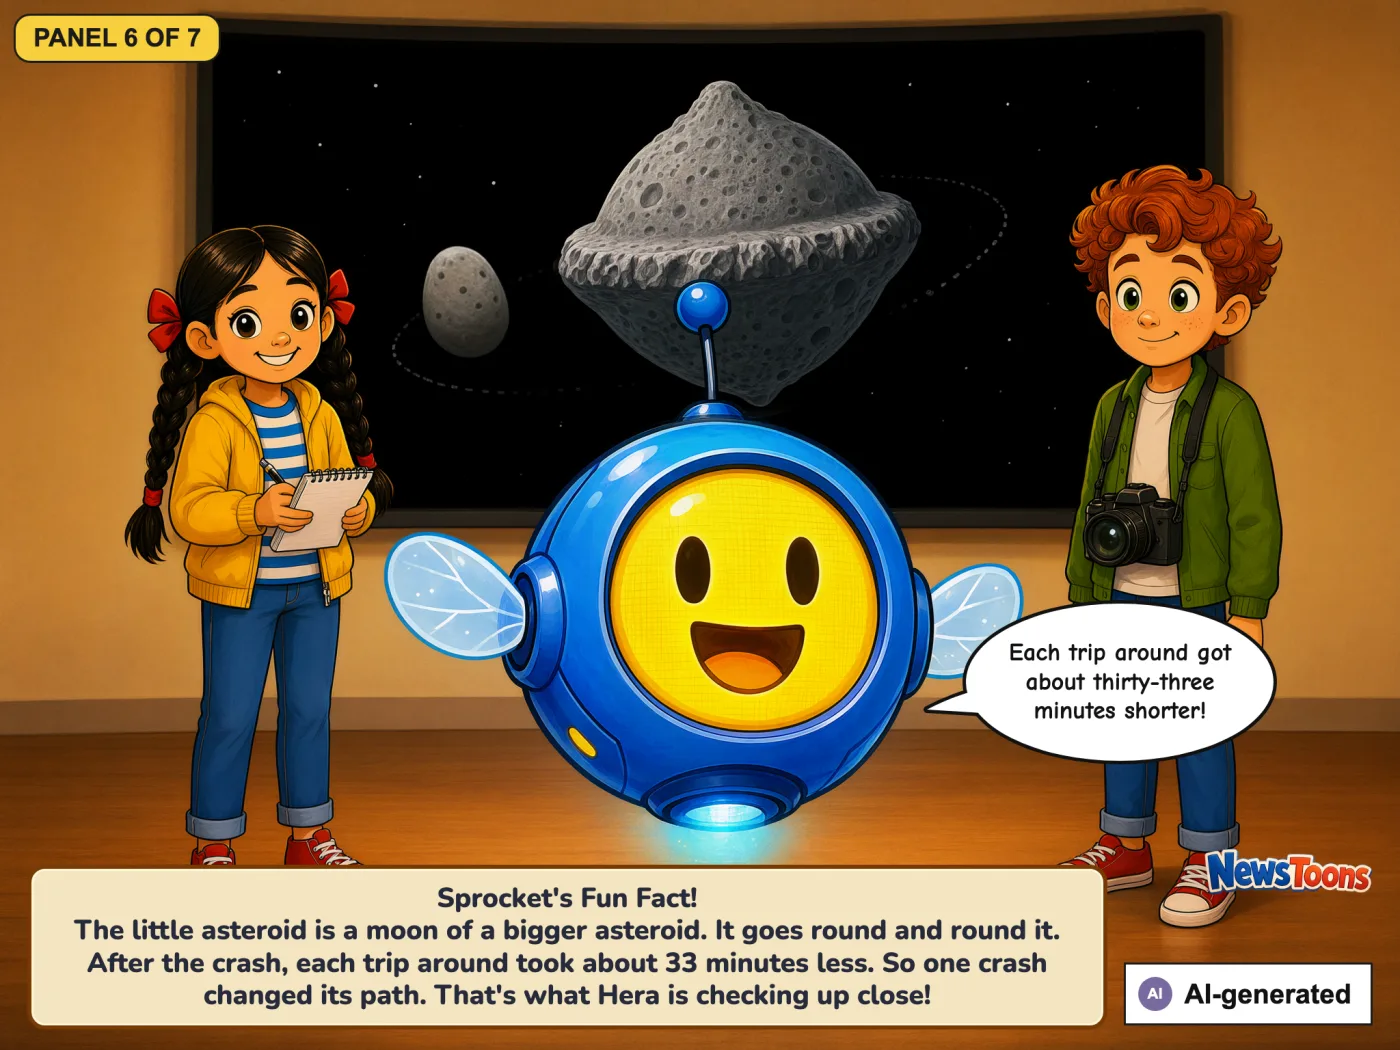 PANEL 6 OF 7
Each trip around got
about thirty-three
minutes shorter!
NewsToons
Sprocket's Fun Fact!
The little asteroid is a moon of a bigger asteroid. It goes round and round it.
After the crash, each trip around took about 33 minutes less. So one crash
changed its path. That's what Hera is checking up close!
AI AI-generated